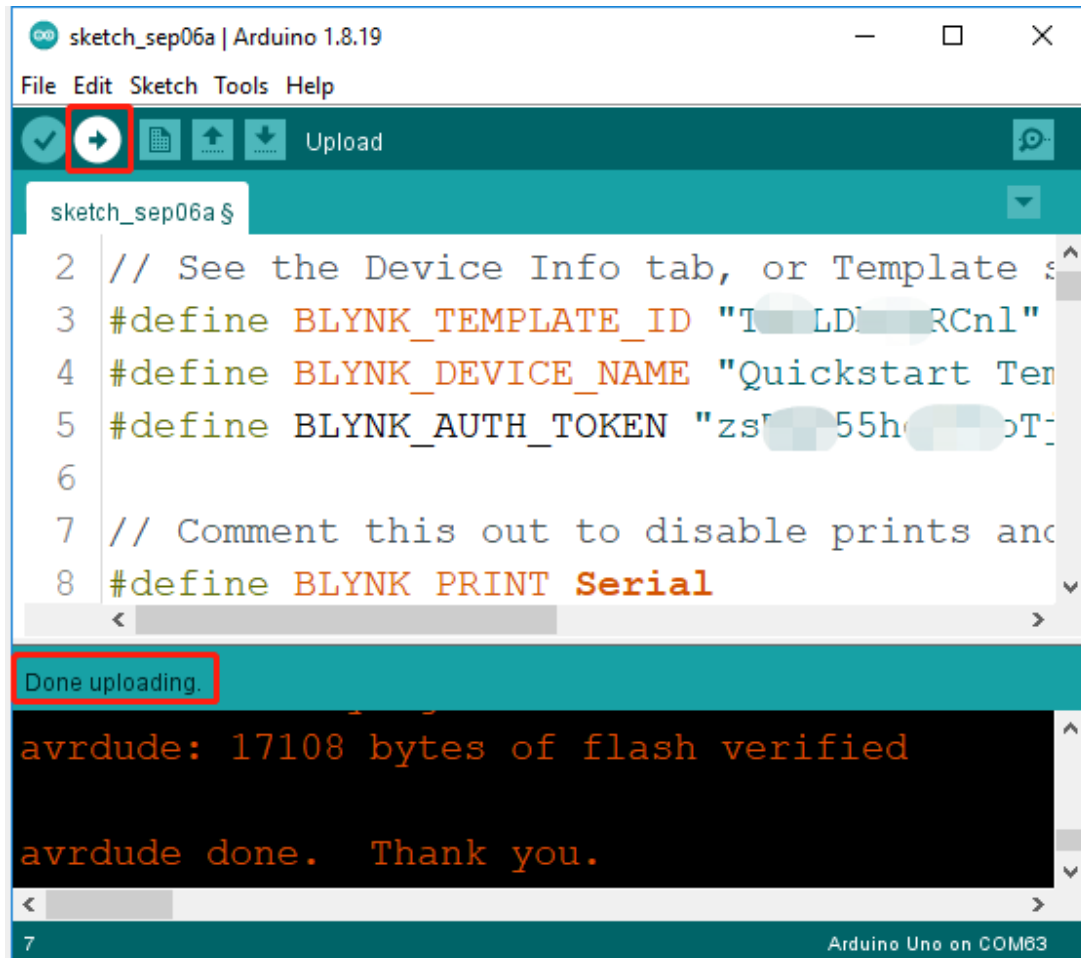 sketch_sep06a | Arduino 1.8.19
File Edit Sketch Tools Help
Upload
sketch_sep06a §
2 // See the Device Info tab, or Template
3 #define BLYNK_TEMPLATE_ID
4 #define BLYNK_DEVICE_NAME "Quickstart
5 #define BLYNK_AUTH_TOKEN
6
7 // Comment this out to disable prints
8 #define BLYNK_PRINT Serial
Done uploading.
avrdude: 17108 bytes of flash verified
avrdude done. Thank you.
7 Arduino Uno on COM63